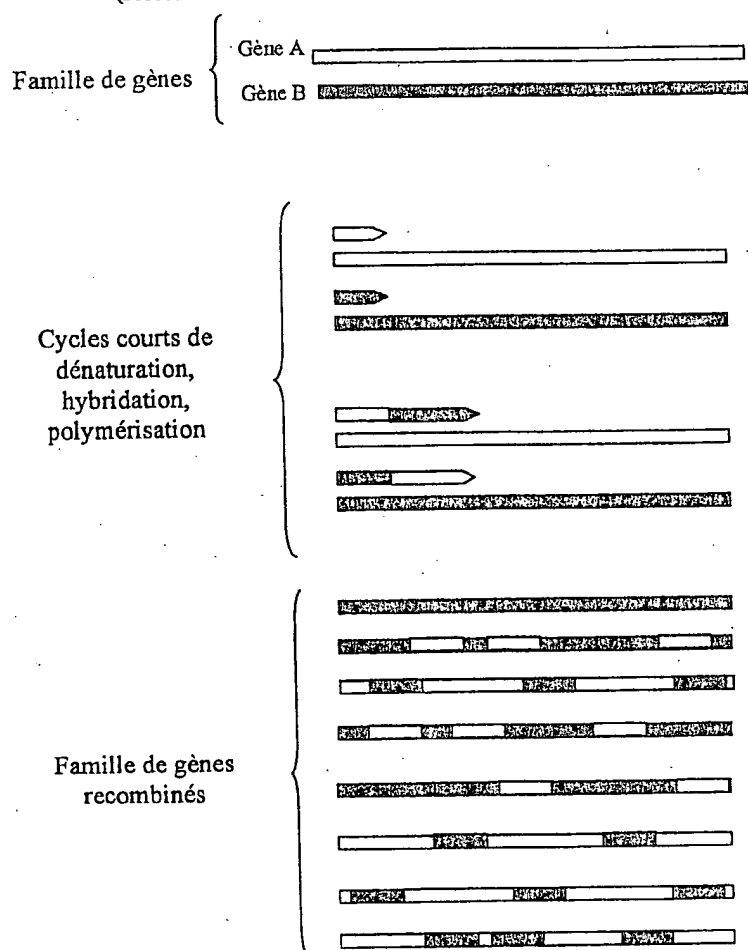 Gène A
Famille de gènes
Gène B
Cycles courts de
dénaturation,
hybridation,
polymérisation
Famille de gènes
recombinés